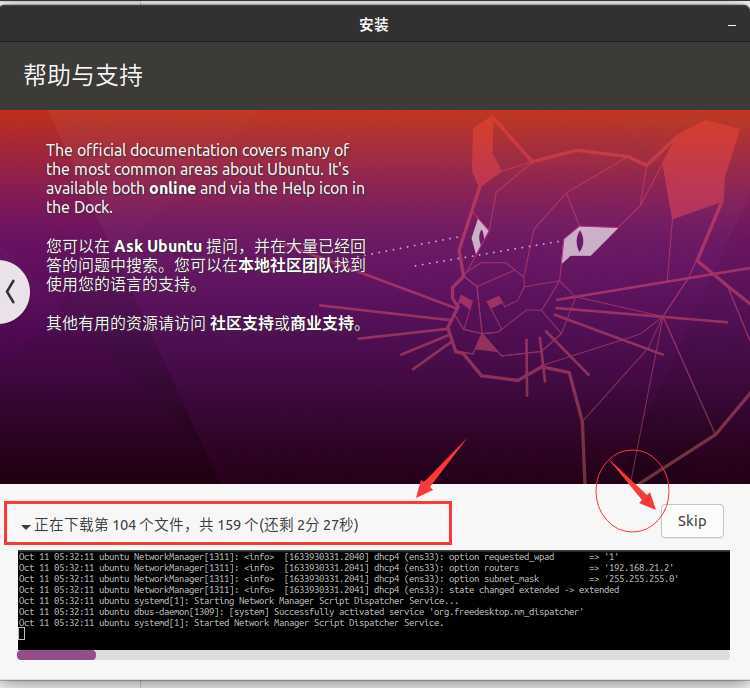 安装
帮助与支持
The official documentation covers many of
the most common areas about Ubuntu. It's
available both online and via the Help icon in
the Dock.
您可以在 Ask Ubuntu 提问，并在大量已经回
答的问题中搜索。您可以在本地社区团队找到
使用您的语言的支持。
其他有用的资源请访问 社区支持或商业支持。
正在下载第 104 个文件，共 159 个(还剩 2分 27秒)
Skip
Oct 11 05:32:11 ubuntu NetworkManager[1311]: <info>  [1633930331.2040] dhcp4 (ens33): option requested_wpad       => '1'
Oct 11 05:32:11 ubuntu NetworkManager[1311]: <info>  [1633930331.2041] dhcp4 (ens33): option routers              => '192.168.21.2'
Oct 11 05:32:11 ubuntu NetworkManager[1311]: <info>  [1633930331.2041] dhcp4 (ens33): option subnet_mask          => '255.255.255.0'
Oct 11 05:32:11 ubuntu NetworkManager[1311]: <info>  [1633930331.2041] dhcp4 (ens33): state changed extended -> extended
Oct 11 05:32:11 ubuntu systemd[1]: Starting Network Manager Script Dispatcher Service...
Oct 11 05:32:11 ubuntu dbus-daemon[1309]: [system] Successfully activated service 'org.freedesktop.nm_dispatcher'
Oct 11 05:32:11 ubuntu systemd[1]: Started Network Manager Script Dispatcher Service.